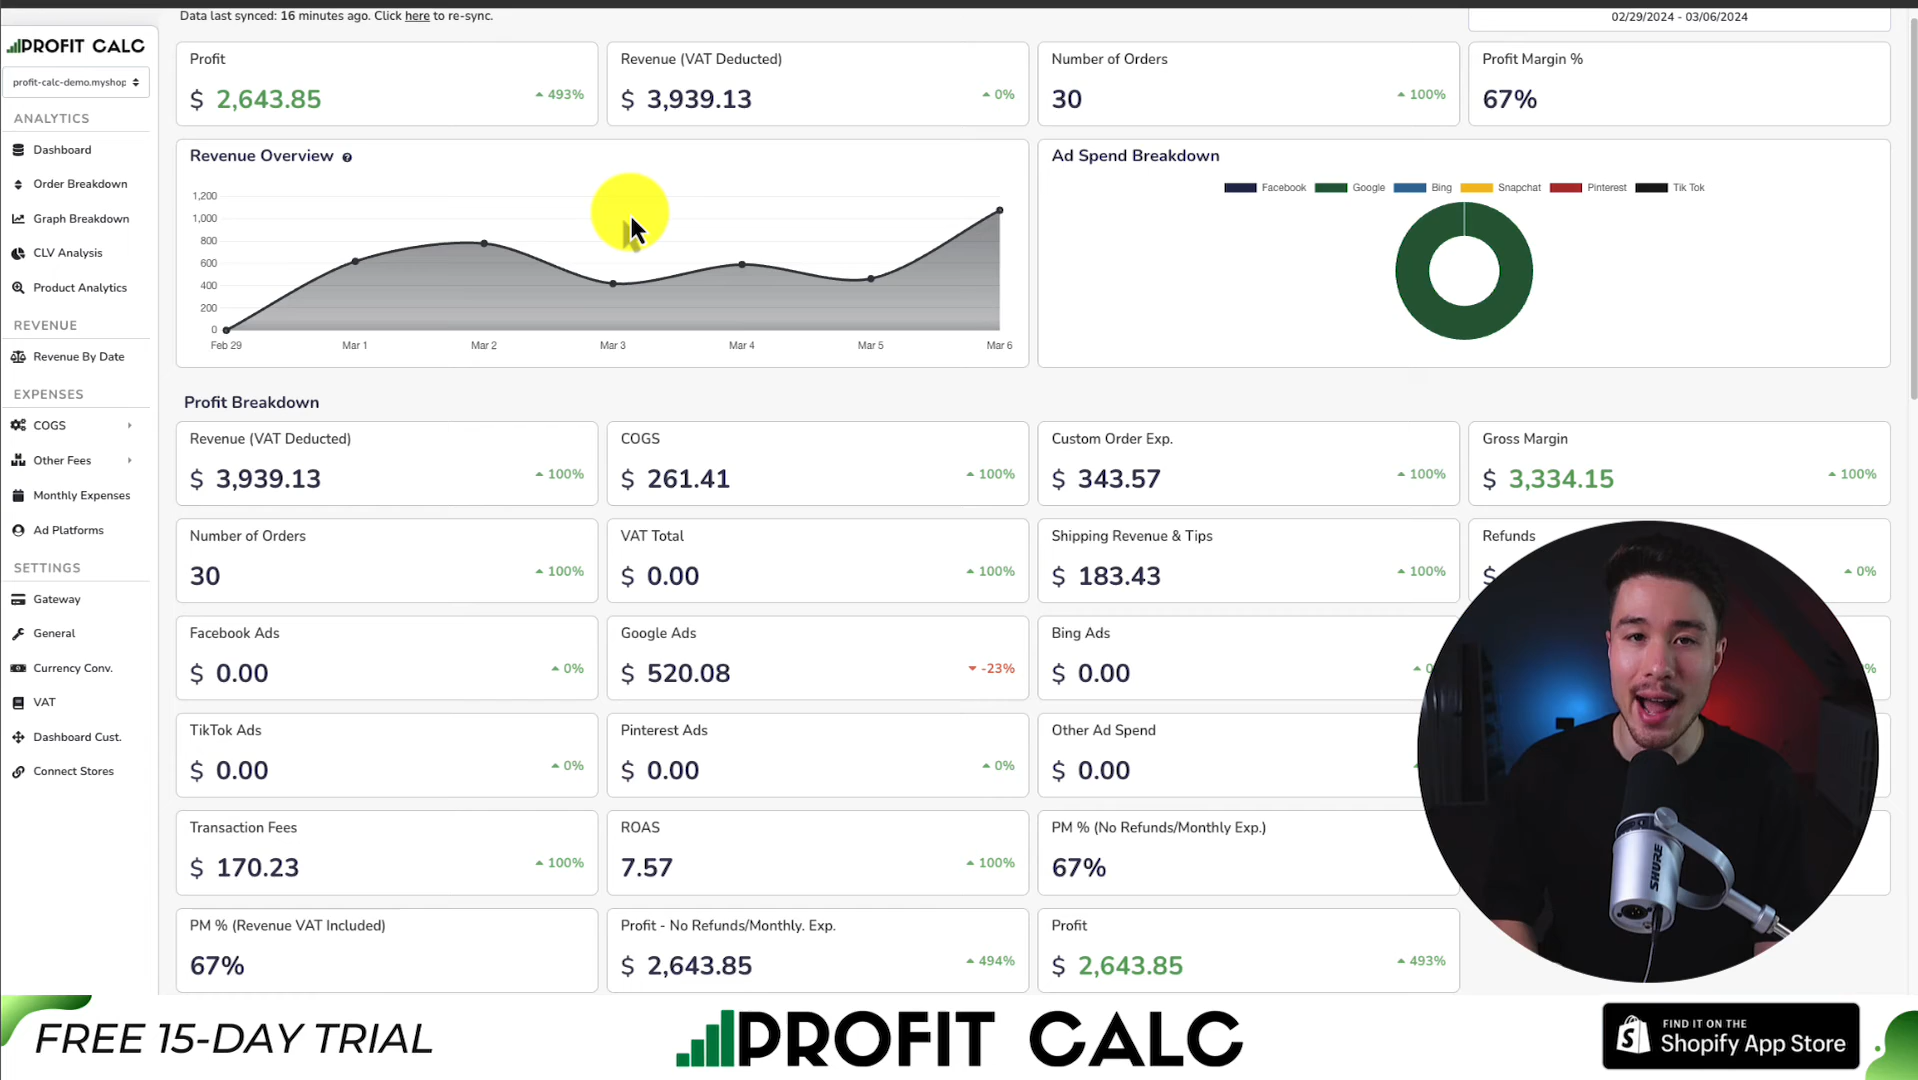 Data last synced: 16 minutes ago. Click here to re-sync.
02/29/2024 - 03/06/2024
PROFIT CALC
profit-calc-demo.myshop
ANALYTICS
Dashboard
Order Breakdown
Graph Breakdown
CLV Analysis
Product Analytics
REVENUE
Revenue By Date
EXPENSES
COGS
Other Fees
Monthly Expenses
Ad Platforms
SETTINGS
Gateway
General
Currency Conv.
VAT
Dashboard Cust.
Connect Stores
Profit
$ 2,643.85
493%
Revenue (VAT Deducted)
$ 3,939.13
0%
Number of Orders
30
100%
Profit Margin %
67%
Revenue Overview
1,200
1,000
800
600
400
200
0
Feb 29
Mar 1
Mar 2
Mar 3
Mar 4
Mar 5
Mar 6
Ad Spend Breakdown
Facebook
Google
Bing
Snapchat
Pinterest
Tik Tok
Profit Breakdown
Revenue (VAT Deducted)
$ 3,939.13
100%
COGS
$ 261.41
100%
Custom Order Exp.
$ 343.57
100%
Gross Margin
$ 3,334.15
100%
Number of Orders
30
100%
VAT Total
$ 0.00
100%
Shipping Revenue & Tips
$ 183.43
100%
Refunds
$
0%
Facebook Ads
$ 0.00
0%
Google Ads
$ 520.08
-23%
Bing Ads
$ 0.00
TikTok Ads
$ 0.00
0%
Pinterest Ads
$ 0.00
0%
Other Ad Spend
$ 0.00
Transaction Fees
$ 170.23
100%
ROAS
7.57
100%
PM % (No Refunds/Monthly Exp.)
67%
PM % (Revenue VAT Included)
67%
Profit - No Refunds/Monthly. Exp.
$ 2,643.85
494%
Profit
$ 2,643.85
493%
SHURE
FREE 15-DAY TRIAL
PROFIT CALC
FIND IT ON THE
Shopify App Store